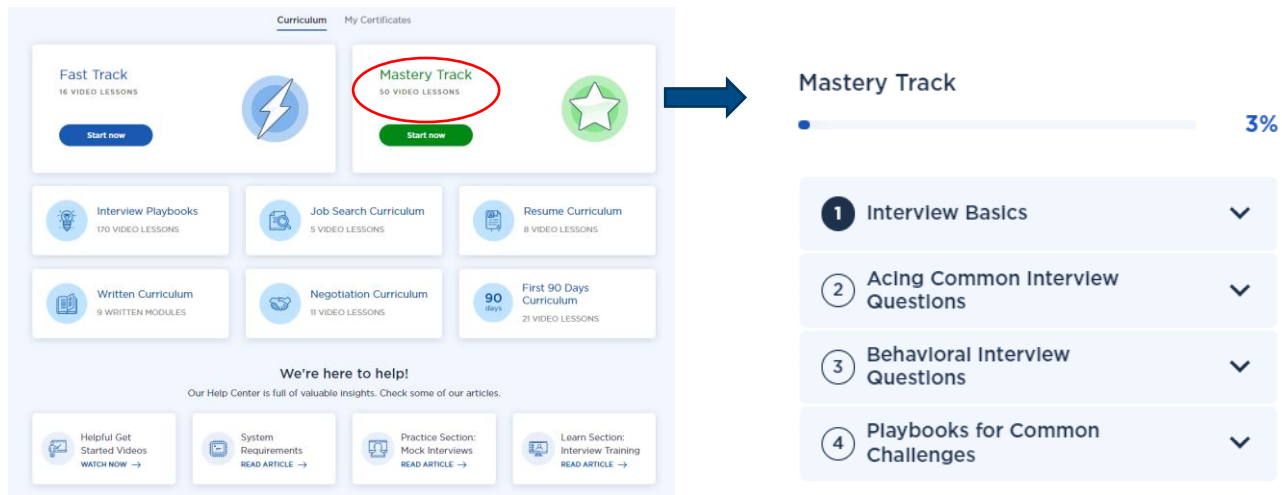 Curriculum My Certificates
Fast Track
16 VIDEO LESSONS
Start now
Mastery Track
50 VIDEO LESSONS
Start now
Interview Playbooks
170 VIDEO LESSONS
Job Search Curriculum
5 VIDEO LESSONS
Resume Curriculum
8 VIDEO LESSONS
Written Curriculum
9 WRITTEN MODULES
Negotiation Curriculum
11 VIDEO LESSONS
90
days
First 90 Days
Curriculum
21 VIDEO LESSONS
We're here to help!
Our Help Center is full of valuable insights. Check some of our articles.
Helpful Get
Started Videos
WATCH NOW →
System
Requirements
READ ARTICLE →
Practice Section:
Mock Interviews
READ ARTICLE →
Learn Section:
Interview Training
READ ARTICLE →
Mastery Track
3%
1 Interview Basics
2 Acing Common Interview
Questions
3 Behavioral Interview
Questions
4 Playbooks for Common
Challenges